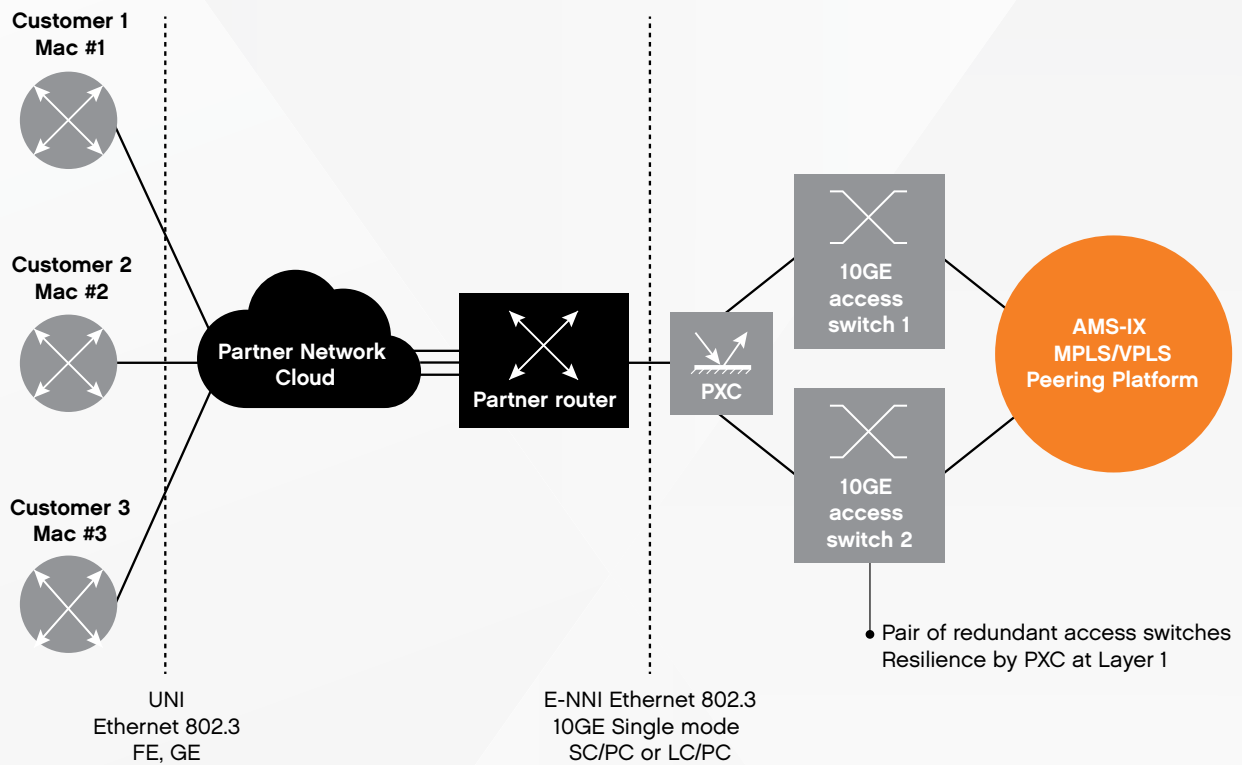 Customer 1
Mac #1
Customer 2
Mac #2
Customer 3
Mac #3
Partner Network
Cloud
Partner router
PXC
10GE
access
switch 1
10GE
access
switch 2
AMS-IX
MPLS/VPLS
Peering Platform
Pair of redundant access switches
Resilience by PXC at Layer 1
UNI
Ethernet 802.3
FE, GE
E-NNI Ethernet 802.3
10GE Single mode
SC/PC or LC/PC